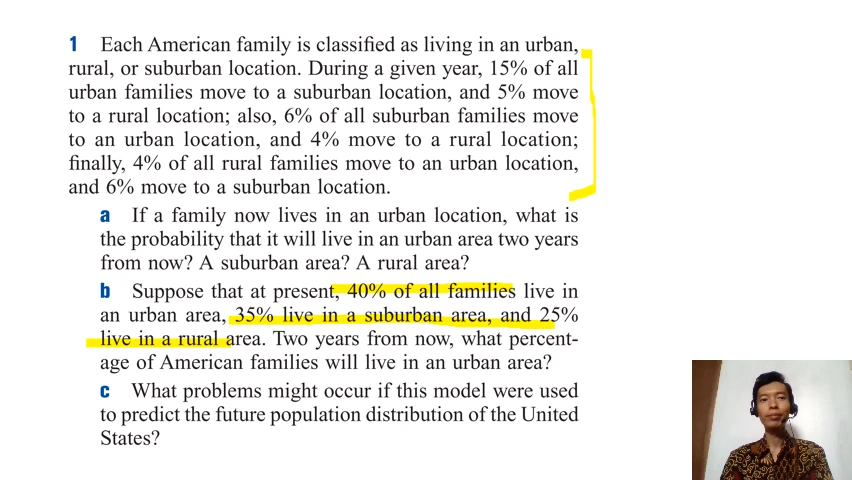 1 Each American family is classified as living in an urban,
rural, or suburban location. During a given year, 15% of all
urban families move to a suburban location, and 5% move
to a rural location; also, 6% of all suburban families move
to an urban location, and 4% move to a rural location;
finally, 4% of all rural families move to an urban location,
and 6% move to a suburban location.
a If a family now lives in an urban location, what is
the probability that it will live in an urban area two years
from now? A suburban area? A rural area?
b Suppose that at present, 40% of all families live in
an urban area, 35% live in a suburban area, and 25%
live in a rural area. Two years from now, what percent-
age of American families will live in an urban area?
c What problems might occur if this model were used
to predict the future population distribution of the United
States?